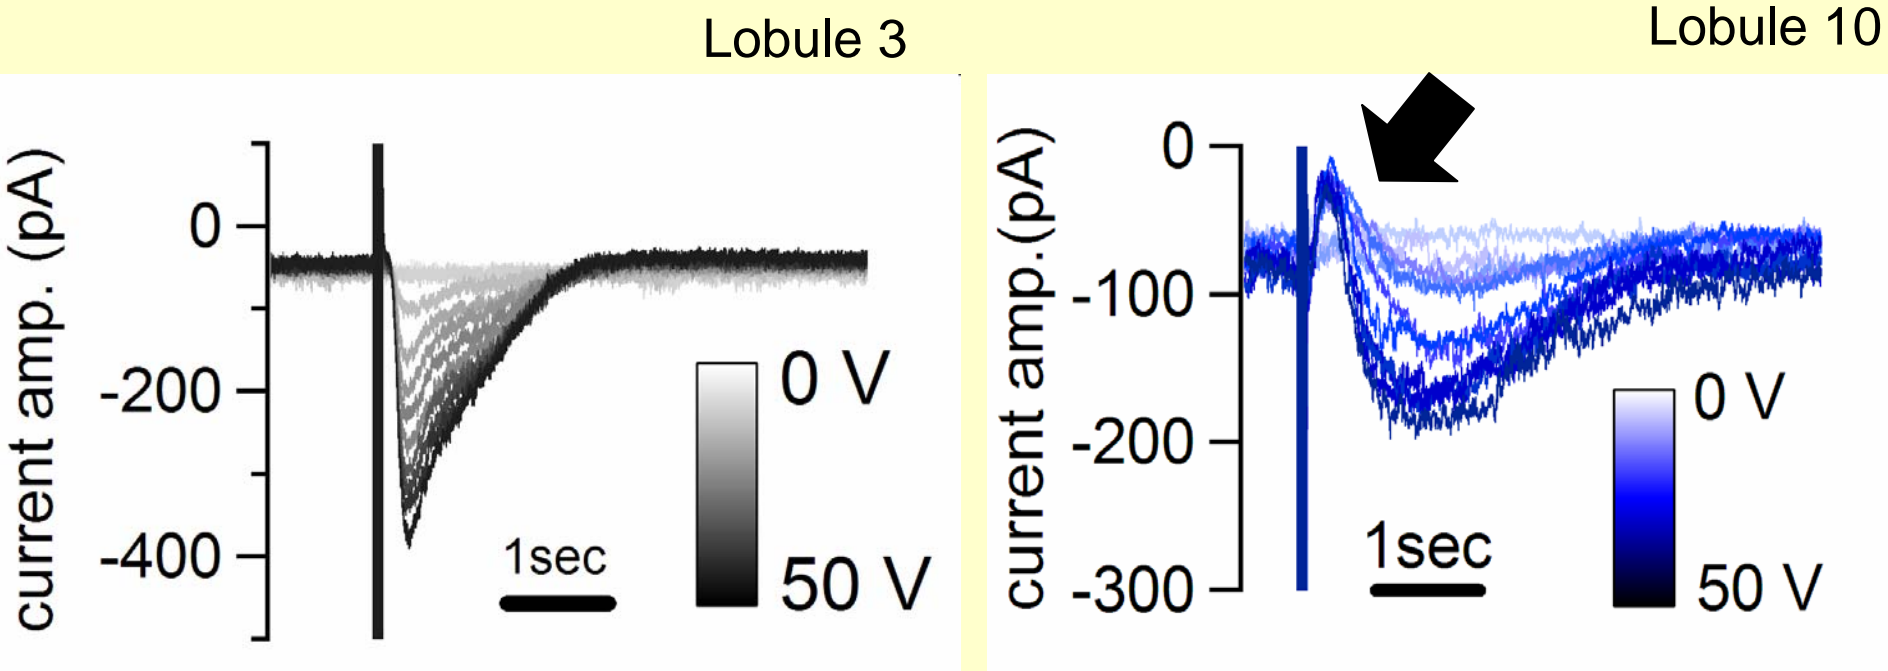 Lobule 3
current amp. (pA)
0
-200
-400
1sec
0 V
50 V
Lobule 10
current amp.(pA)
0
-100
-200
-300
1sec
0 V
50 V